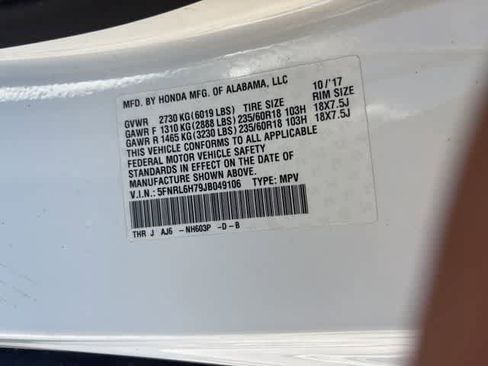 MFD. BY HONDA MFG. OF ALABAMA, LLC 10/'17
GVWR 2730 KG (6019 LBS) TIRE SIZE RIM SIZE
GAWR F 1310 KG (2888 LBS) 235/60R18 103H 18X7.5J
GAWR R 1465 KG (3230 LBS) 235/60R18 103H 18X7.5J
THIS VEHICLE CONFORMS TO ALL APPLICABLE
FEDERAL MOTOR VEHICLE SAFETY
STANDARDS IN EFFECT ON THE DATE OF
MANUFACTURE SHOWN ABOVE.
V.I.N.: 5FNRL6H79JB049106 TYPE: MPV
THR J AJ6 -NH603P -D-B